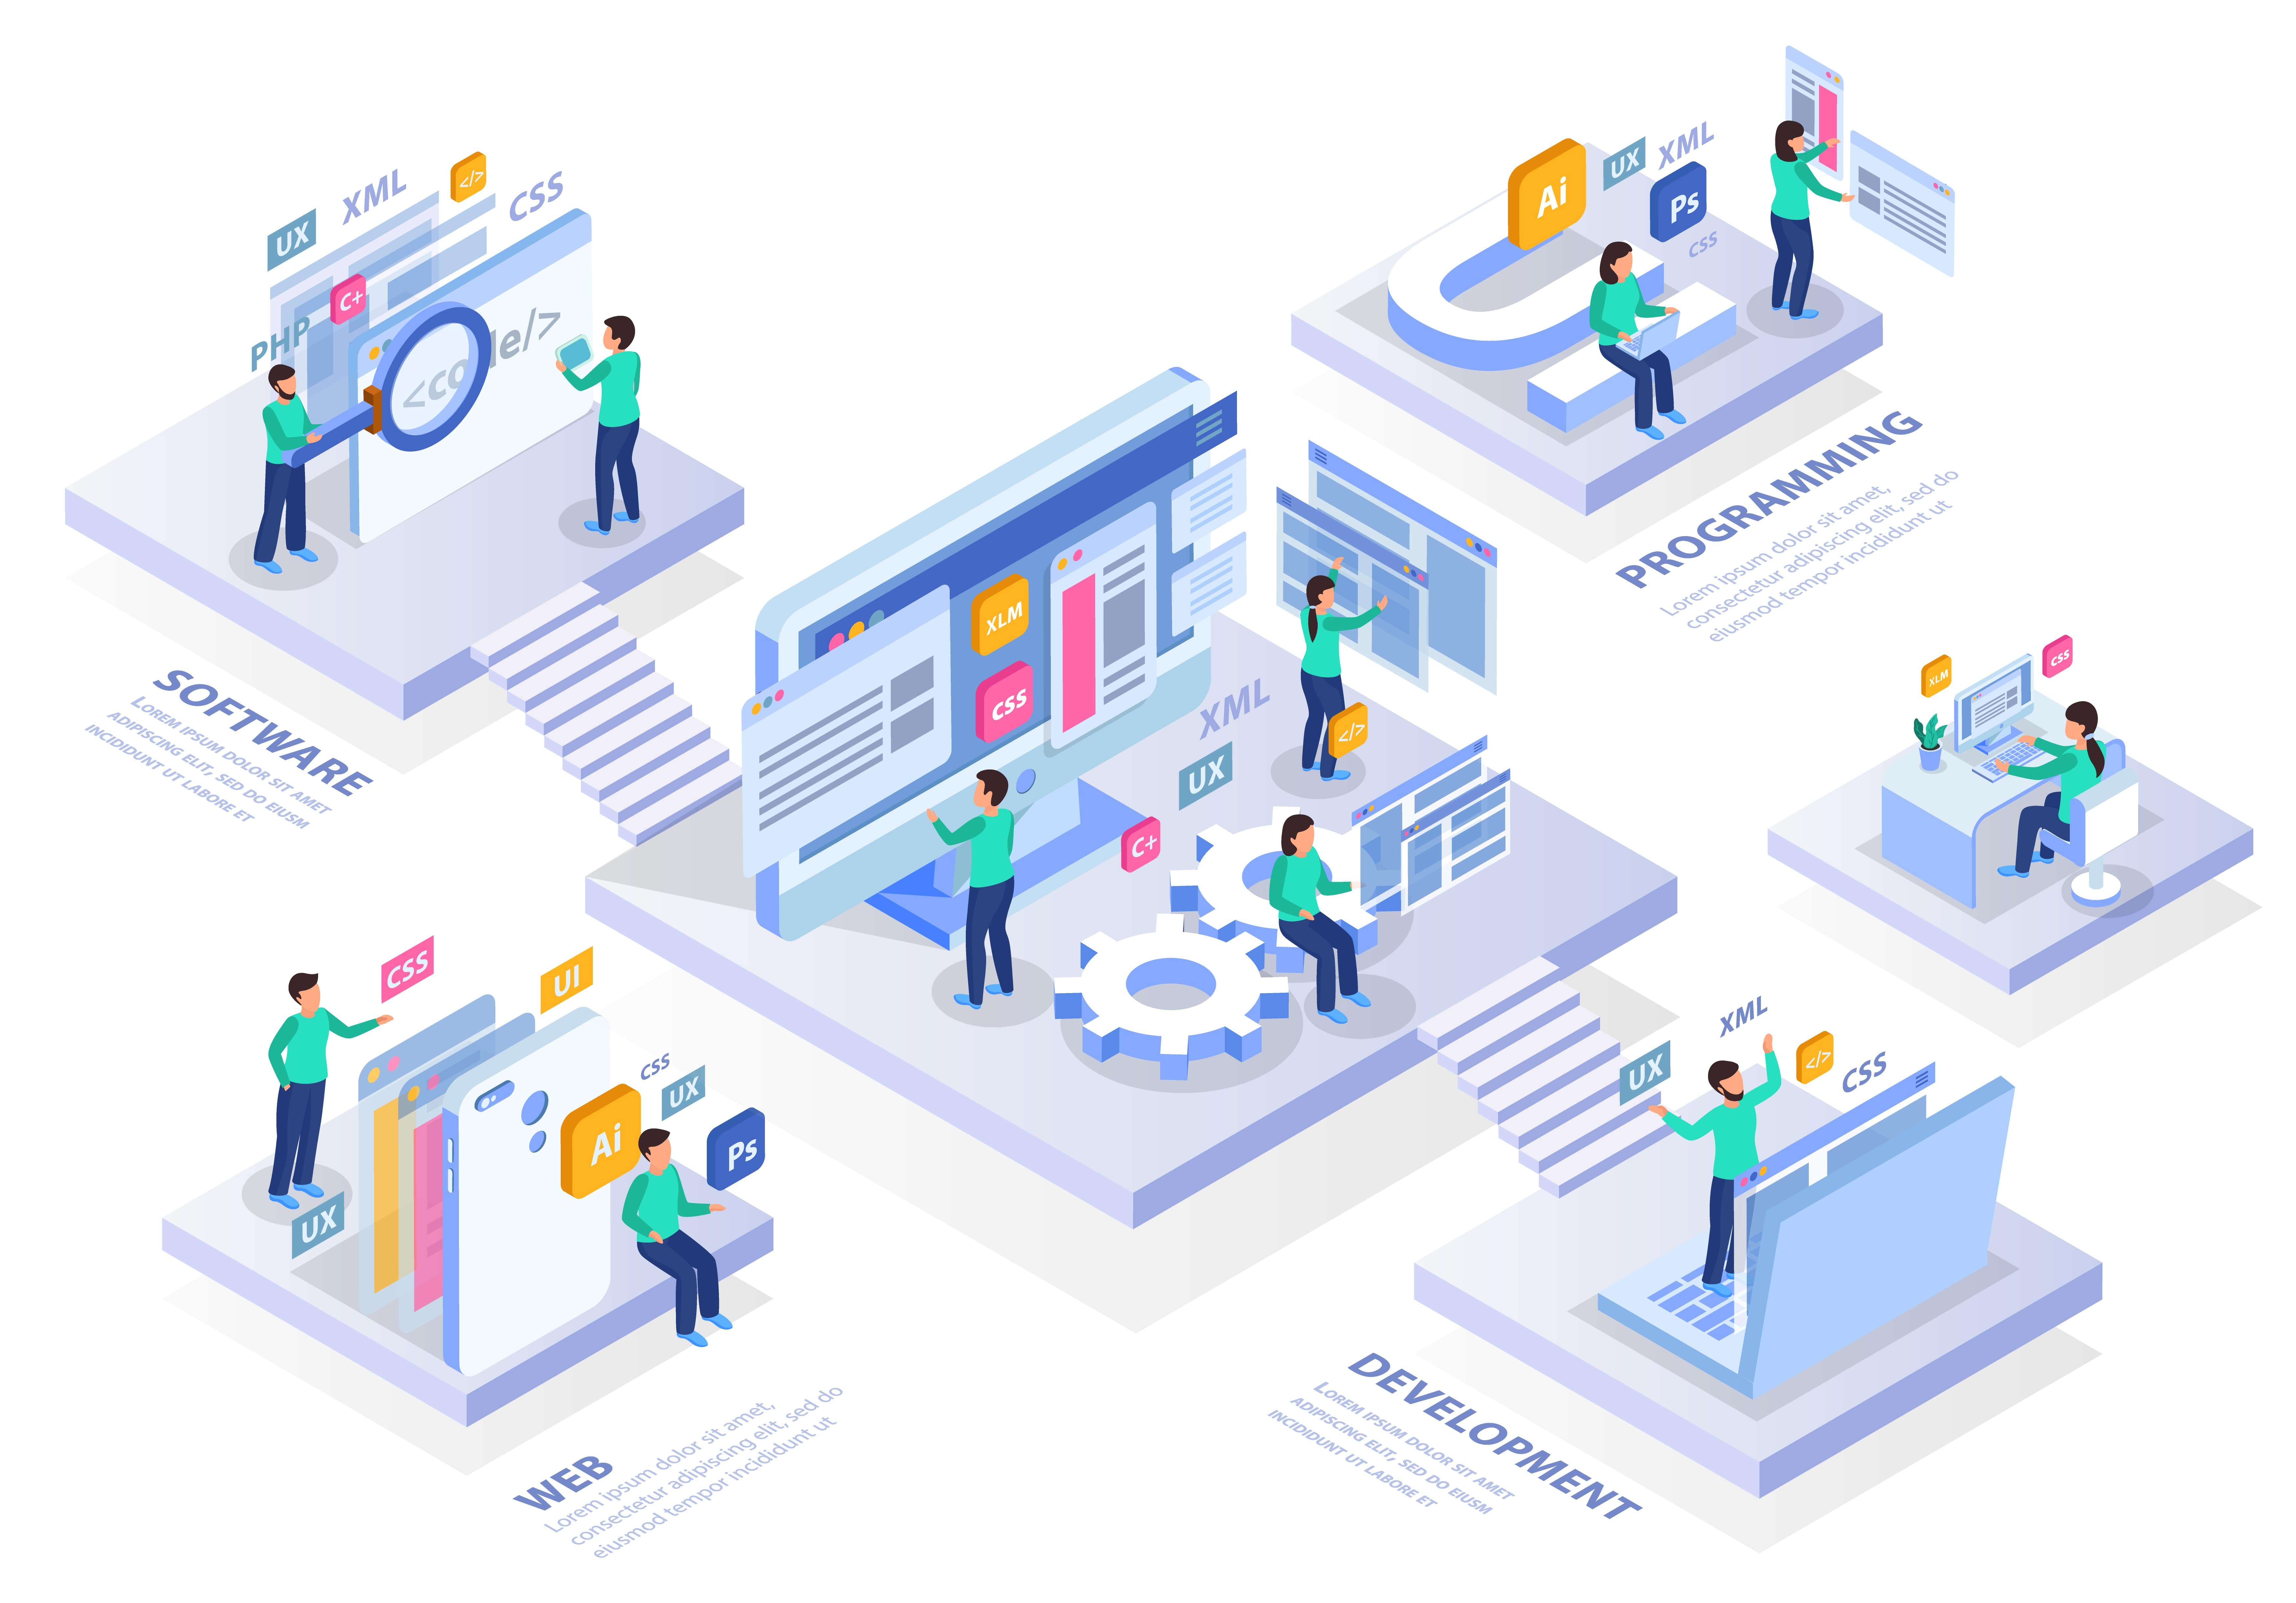 UX
XML
</>
CSS
C+
PHP
<code/>
SOFTWARE
LOREM IPSUM DOLOR SIT AMET
ADIPISCING ELIT, SED DO EIUSM
INCIDIDUNT UT LABORE ET
Ai
UX
XML
Ps
CSS
PROGRAMMING
Lorem ipsum dolor sit amet,
consectetur adipiscing elit, sed do
eiusmod tempor incididunt ut
XLM
CSS
XML
UX
C+
</>
XLM
CSS
CSS
UI
UX
Ai
CSS
UX
Ps
WEB
Lorem ipsum dolor sit amet,
consectetur adipiscing elit, sed do
eiusmod tempor incididunt ut
XML
UX
</>
CSS
DEVELOPMENT
LOREM IPSUM DOLOR SIT AMET
ADIPISCING ELIT, SED DO EIUSM
INCIDIDUNT UT LABORE ET